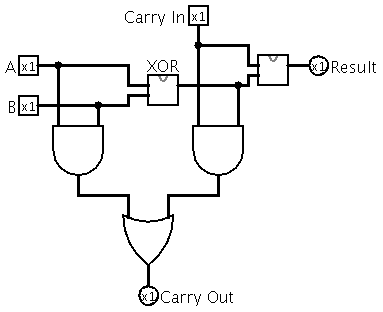 Carry In x1
A x1
XOR
x1 Result
B x1
x1 Carry Out